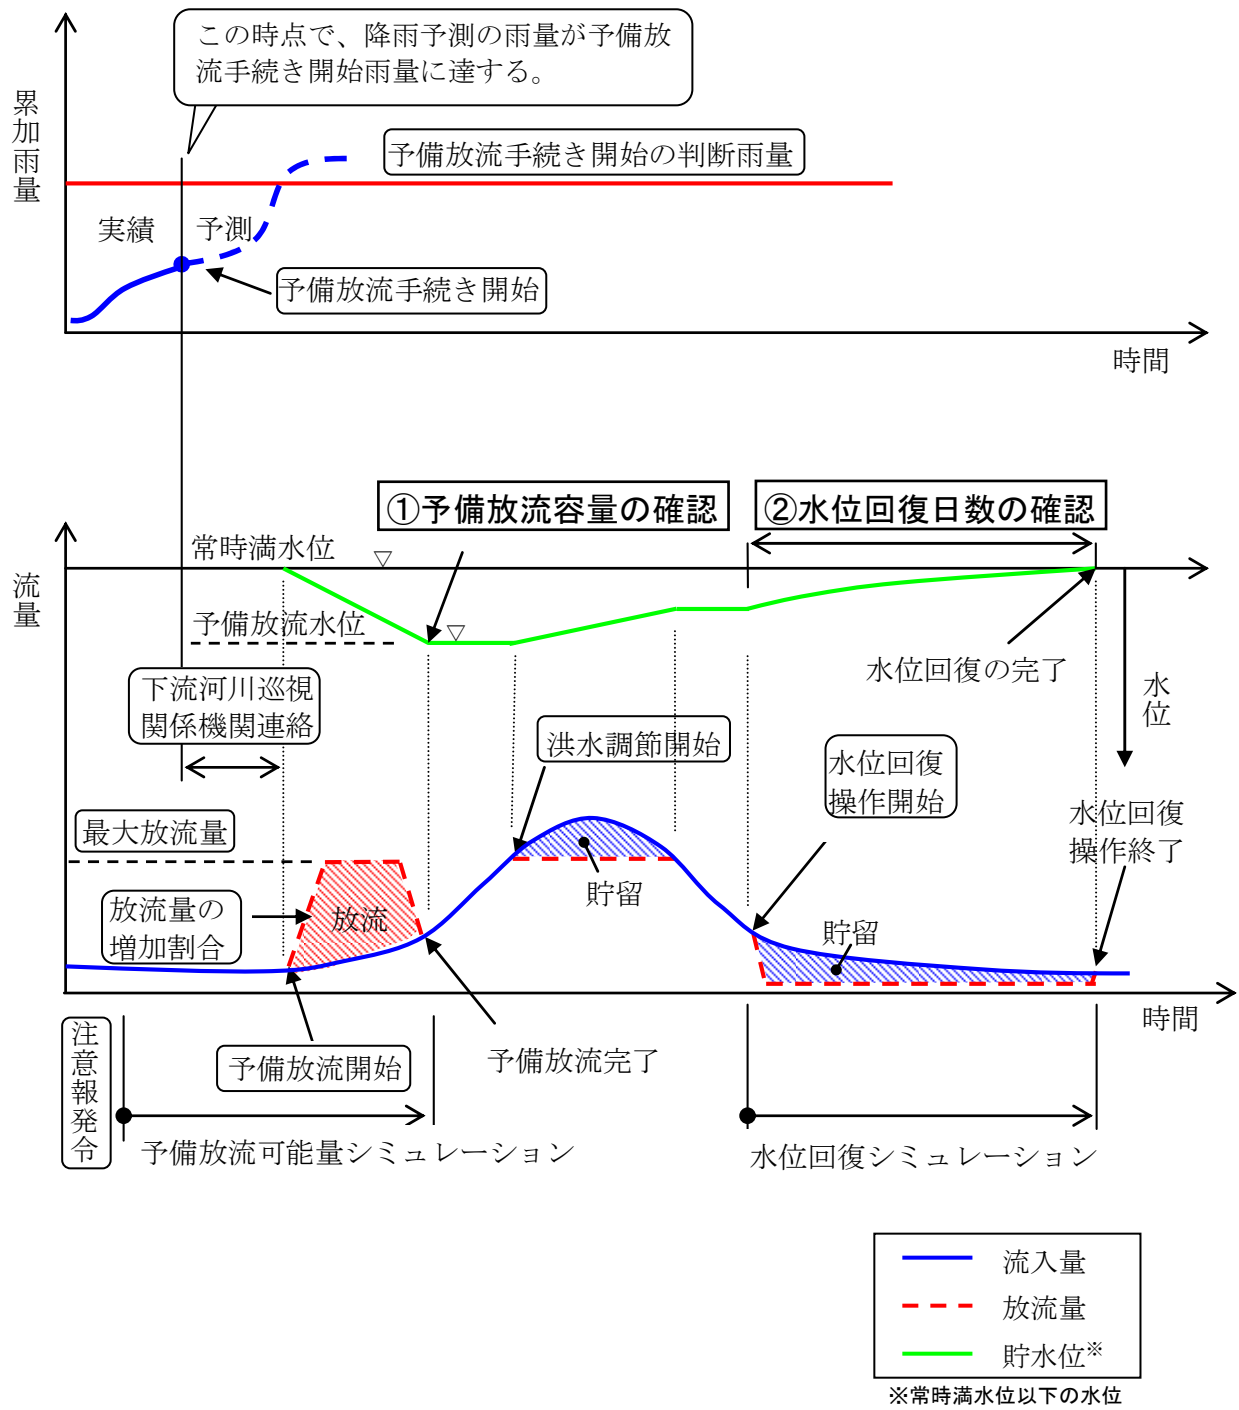 この時点で、降雨予測の雨量が予備放
流手続き開始雨量に達する。
累加雨量
予備放流手続き開始の判断雨量
実績
予測
予備放流手続き開始
時間
①予備放流容量の確認
②水位回復日数の確認
常時満水位
▽
流量
予備放流水位
▽
下流河川巡視
関係機関連絡
水位回復の完了
水位
洪水調節開始
水位回復
操作開始
最大放流量
水位回復
操作終了
放流量の
増加割合
放流
貯留
貯留
時間
注意報発令
予備放流開始
予備放流完了
予備放流可能量シミュレーション
水位回復シミュレーション
流入量
放流量
貯水位※
※常時満水位以下の水位